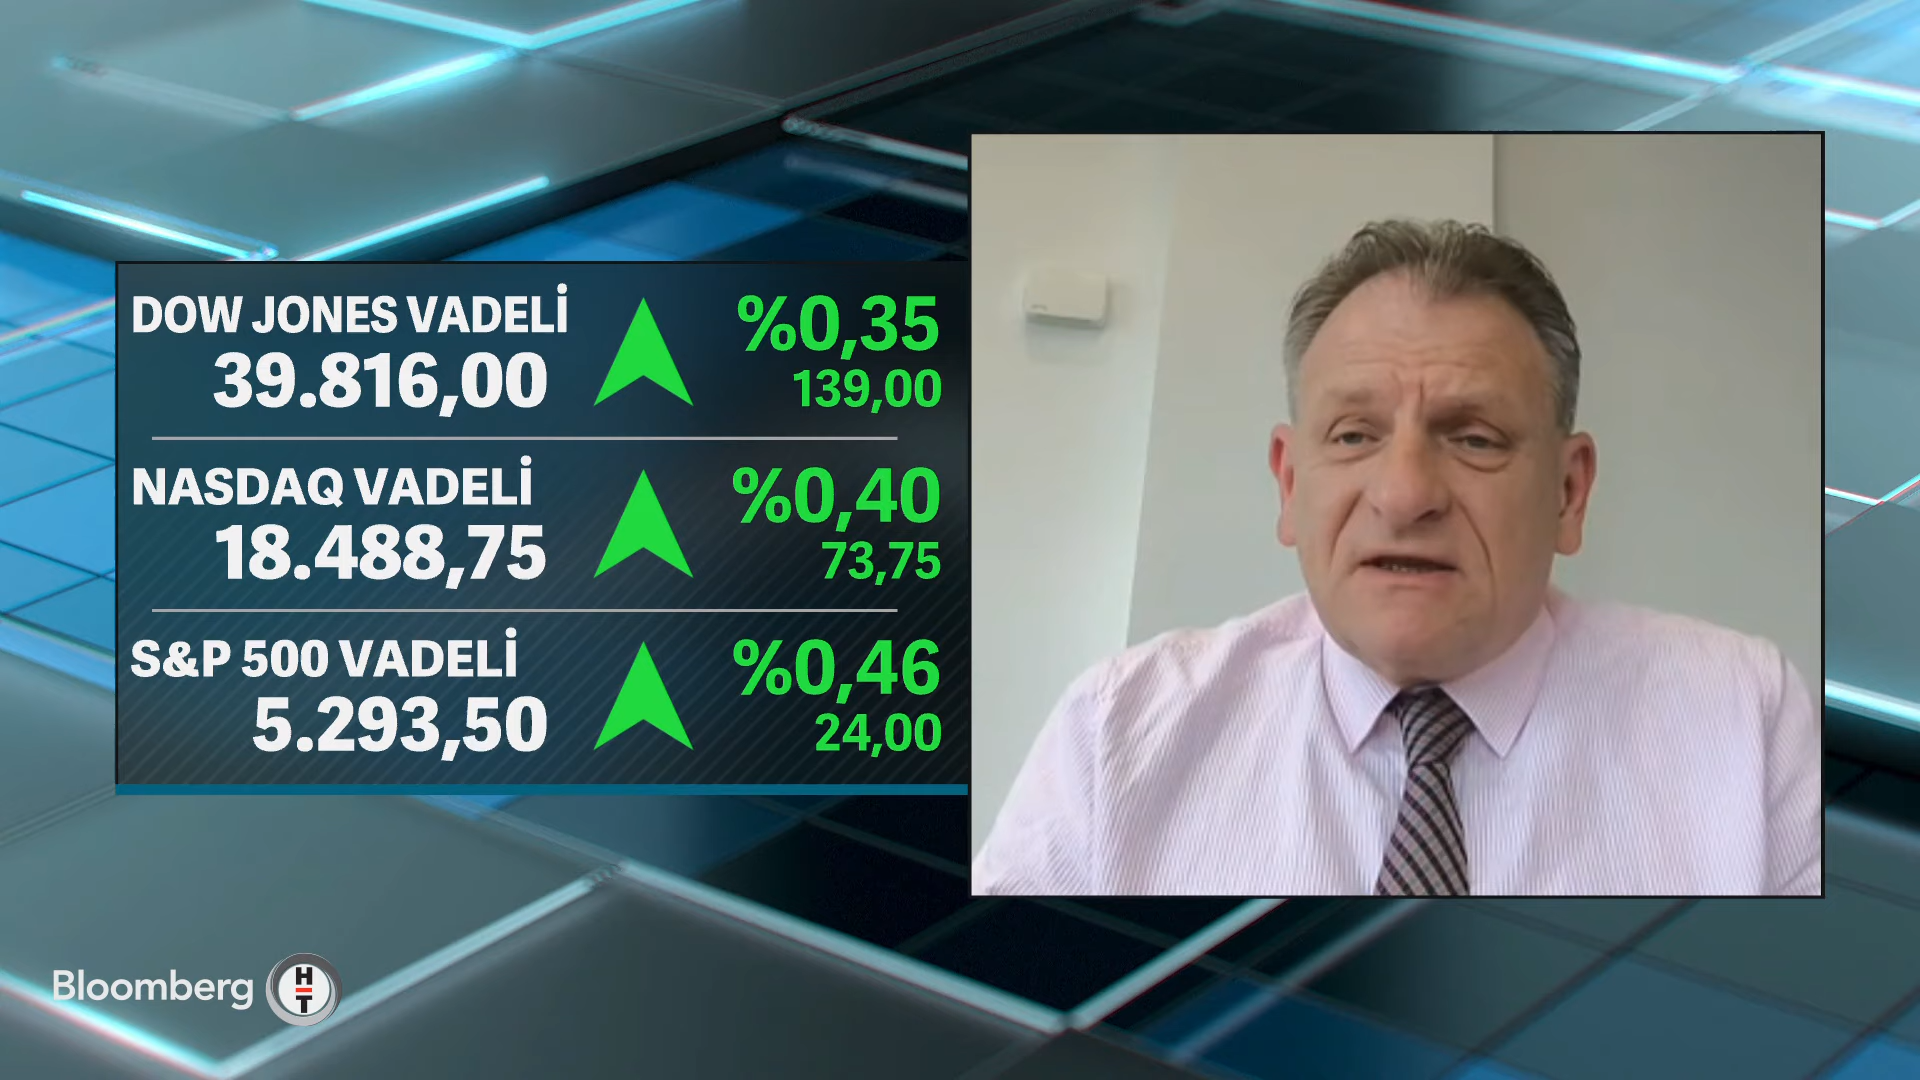 DOW JONES VADELİ
39.816,00
%0,35
139,00
NASDAQ VADELİ
18.488,75
%0,40
73,75
S&P 500 VADELİ
5.293,50
%0,46
24,00
Bloomberg HT